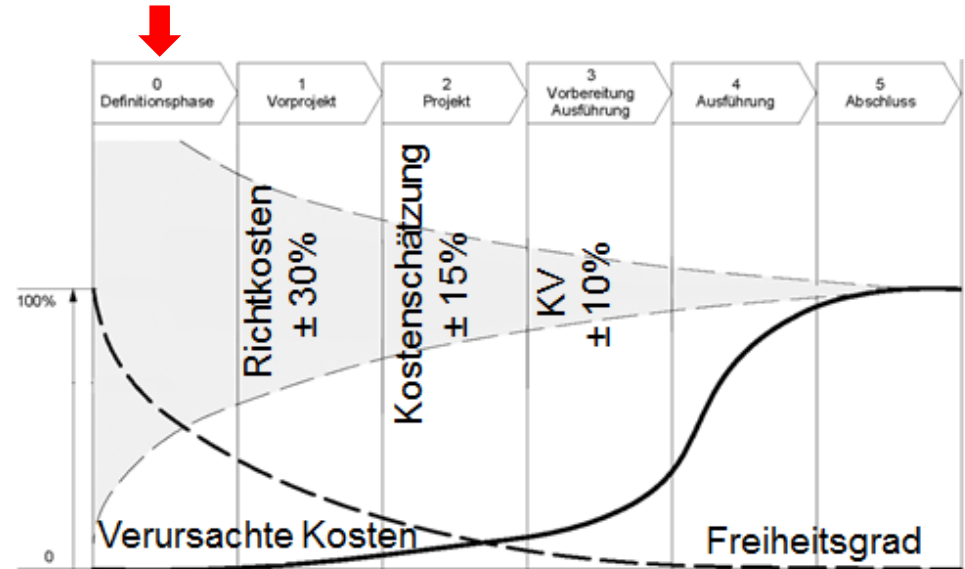 0
Definitionsphase
1
Vorprojekt
2
Projekt
3
Vorbereitung
Ausführung
4
Ausführung
5
Abschluss
Richtkosten
± 30%
Kostenschätzung
± 15%
KV
± 10%
100%
Verursachte Kosten
Freiheitsgrad
0